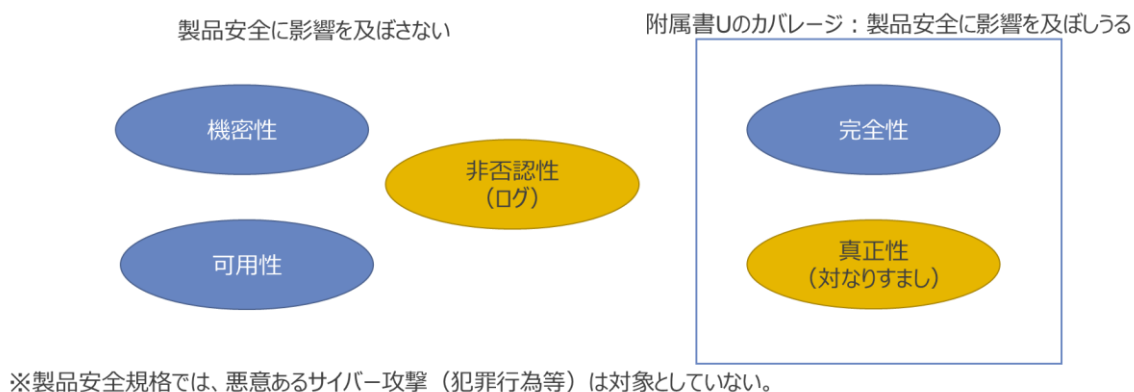 製品安全に影響を及ぼさない
附属書Uのカバレージ：製品安全に影響を及ぼしうる
機密性
完全性
非否認性
（ログ）
可用性
真正性
（対なりすまし）
※製品安全規格では、悪意あるサイバー攻撃（犯罪行為等）は対象としていない。